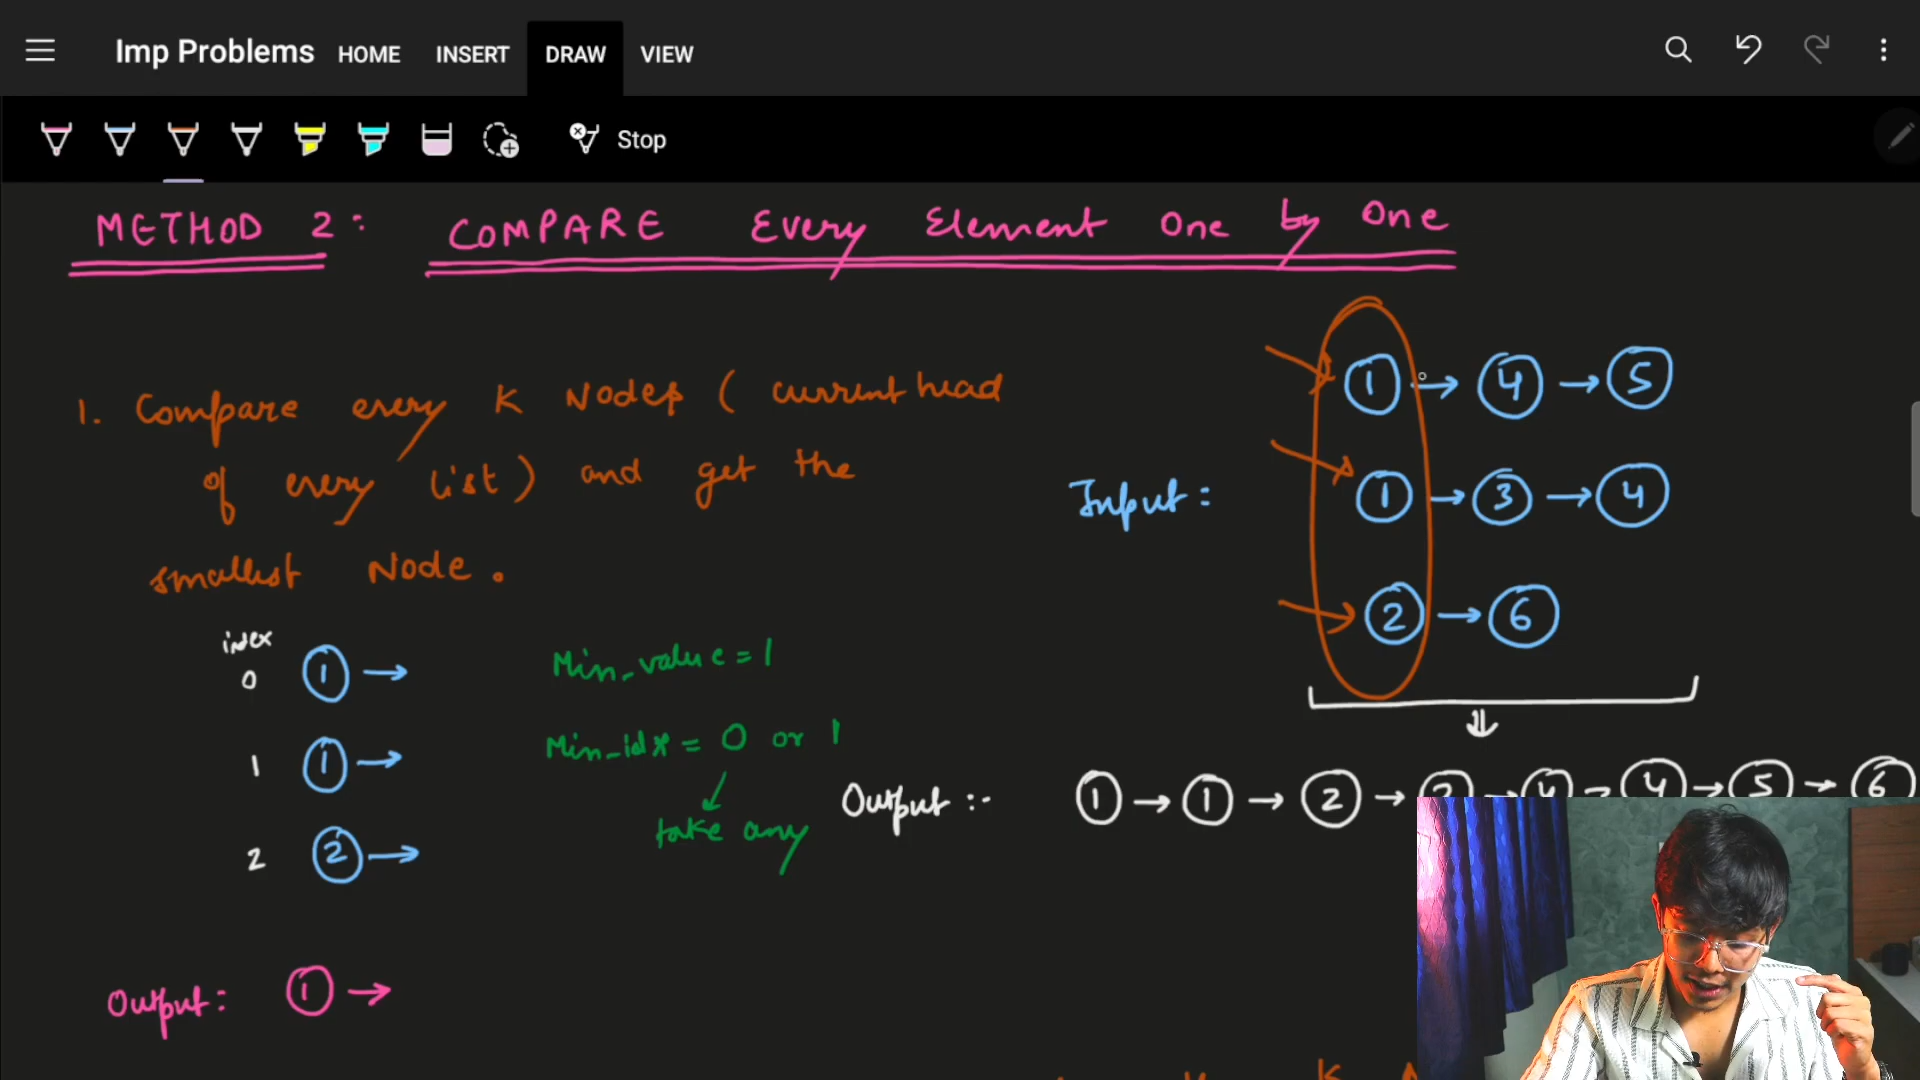 Imp Problems HOME INSERT DRAW VIEW
Stop
METHOD 2: COMPARE Every Element One by One
1. Compare every K Nodes ( current head
of every list) and get the
smallest Node.
Input:
1 → 4 → 5
1 → 3 → 4
2 → 6
index
0 1 →
1 1 →
2 2 →
Min_value = 1
Min_idx = 0 or 1
take any
Output :-
1 → 1 → 2 → 4 → 5 → 6
Output: 1 →
K